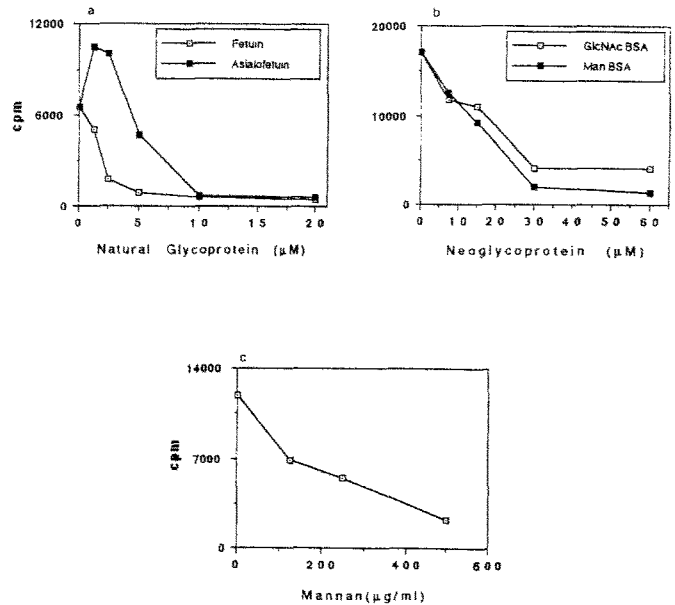 a
12000
6000
0
cpm
Fetuin
Asialofetuin
0 5 10 15 20
Natural Glycoprotein (μM)
b
20000
10000
0
GlcNAc BSA
Man BSA
0 10 20 30 40 50 60
Neoglycoprotein (μM)
c
14000
7000
0
cpm
0 200 400 600
Mannan(μg/ml)